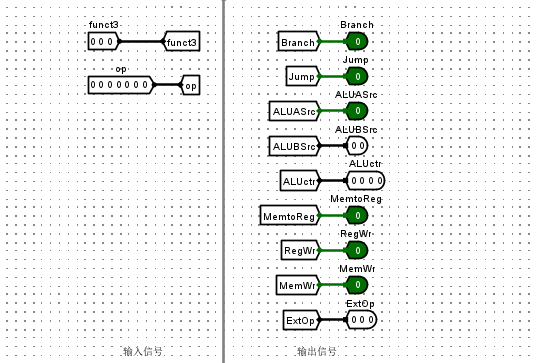 funct3
0 0 0 funct3
op
0 0 0 0 0 0 0 op
输入信号
Branch
Branch 0
Jump
Jump 0
ALUASrc
ALUASrc 0
ALUBSrc
ALUBSrc 0 0
ALUctr
ALUctr 0 0 0 0
MemtoReg
MemtoReg 0
RegWr
RegWr 0
MemWr
MemWr 0
ExtOp
ExtOp 0 0 0
输出信号